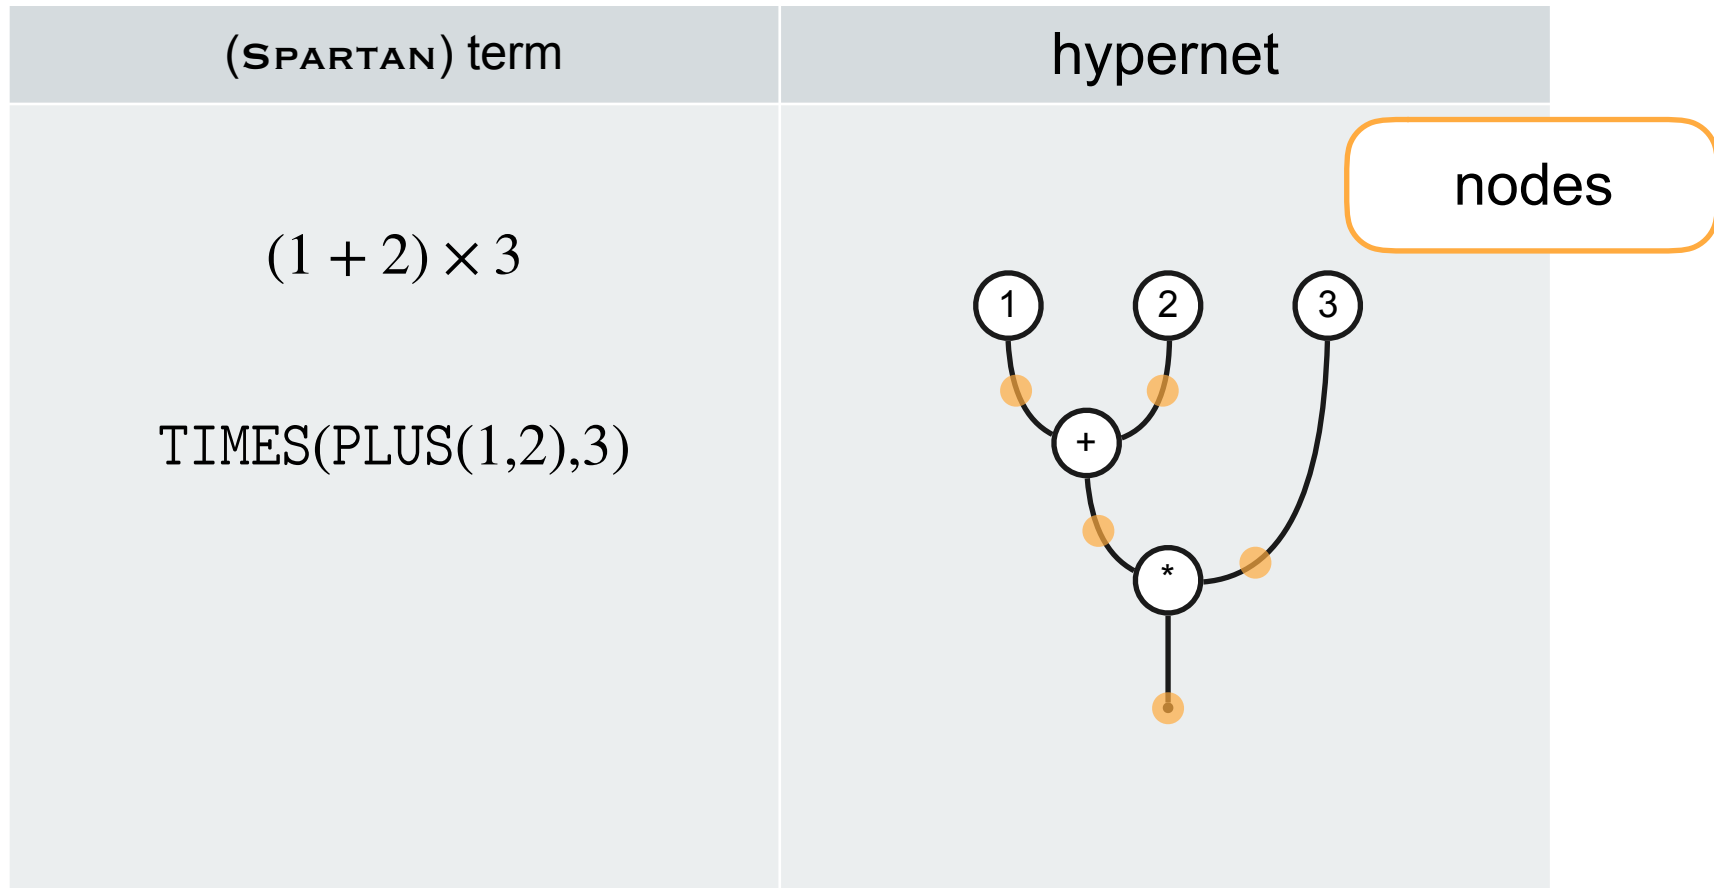 (SPARTAN) term
hypernet
nodes
(1 + 2) × 3
1 2 3
TIMES(PLUS(1,2),3)
+
*